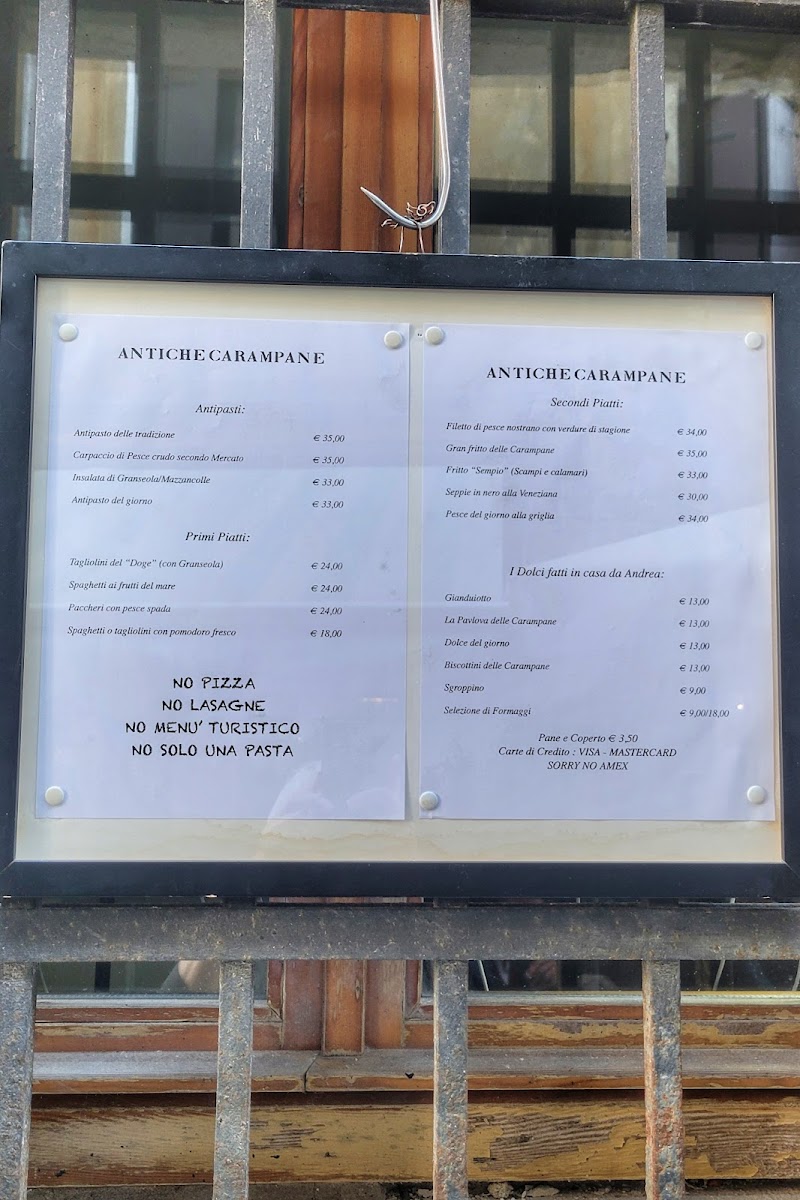 ANTICHE CARAMPANE
Antipasti:
Antipasto delle tradizione € 35,00
Carpaccio di Pesce crudo secondo Mercato € 35,00
Insalata di Granseola/Mazzancolle € 33,00
Antipasto del giorno € 33,00
Primi Piatti:
Tagliolini del "Doge" (con Granseola) € 24,00
Spaghetti ai frutti del mare € 24,00
Paccheri con pesce spada € 24,00
Spaghetti o tagliolini con pomodoro fresco € 18,00
NO PIZZA
NO LASAGNE
NO MENU' TURISTICO
NO SOLO UNA PASTA
ANTICHE CARAMPANE
Secondi Piatti:
Filetto di pesce nostrano con verdure di stagione € 34,00
Gran fritto delle Carampane € 35,00
Fritto "Sempio" (Scampi e calamari) € 33,00
Seppie in nero alla Veneziana € 30,00
Pesce del giorno alla griglia € 34,00
I Dolci fatti in casa da Andrea:
Gianduiotto € 13,00
La Pavlova delle Carampane € 13,00
Dolce del giorno € 13,00
Biscottini delle Carampane € 13,00
Sgroppino € 9,00
Selezione di Formaggi € 9,00/18,00
Pane e Coperto € 3,50
Carte di Credito : VISA - MASTERCARD
SORRY NO AMEX